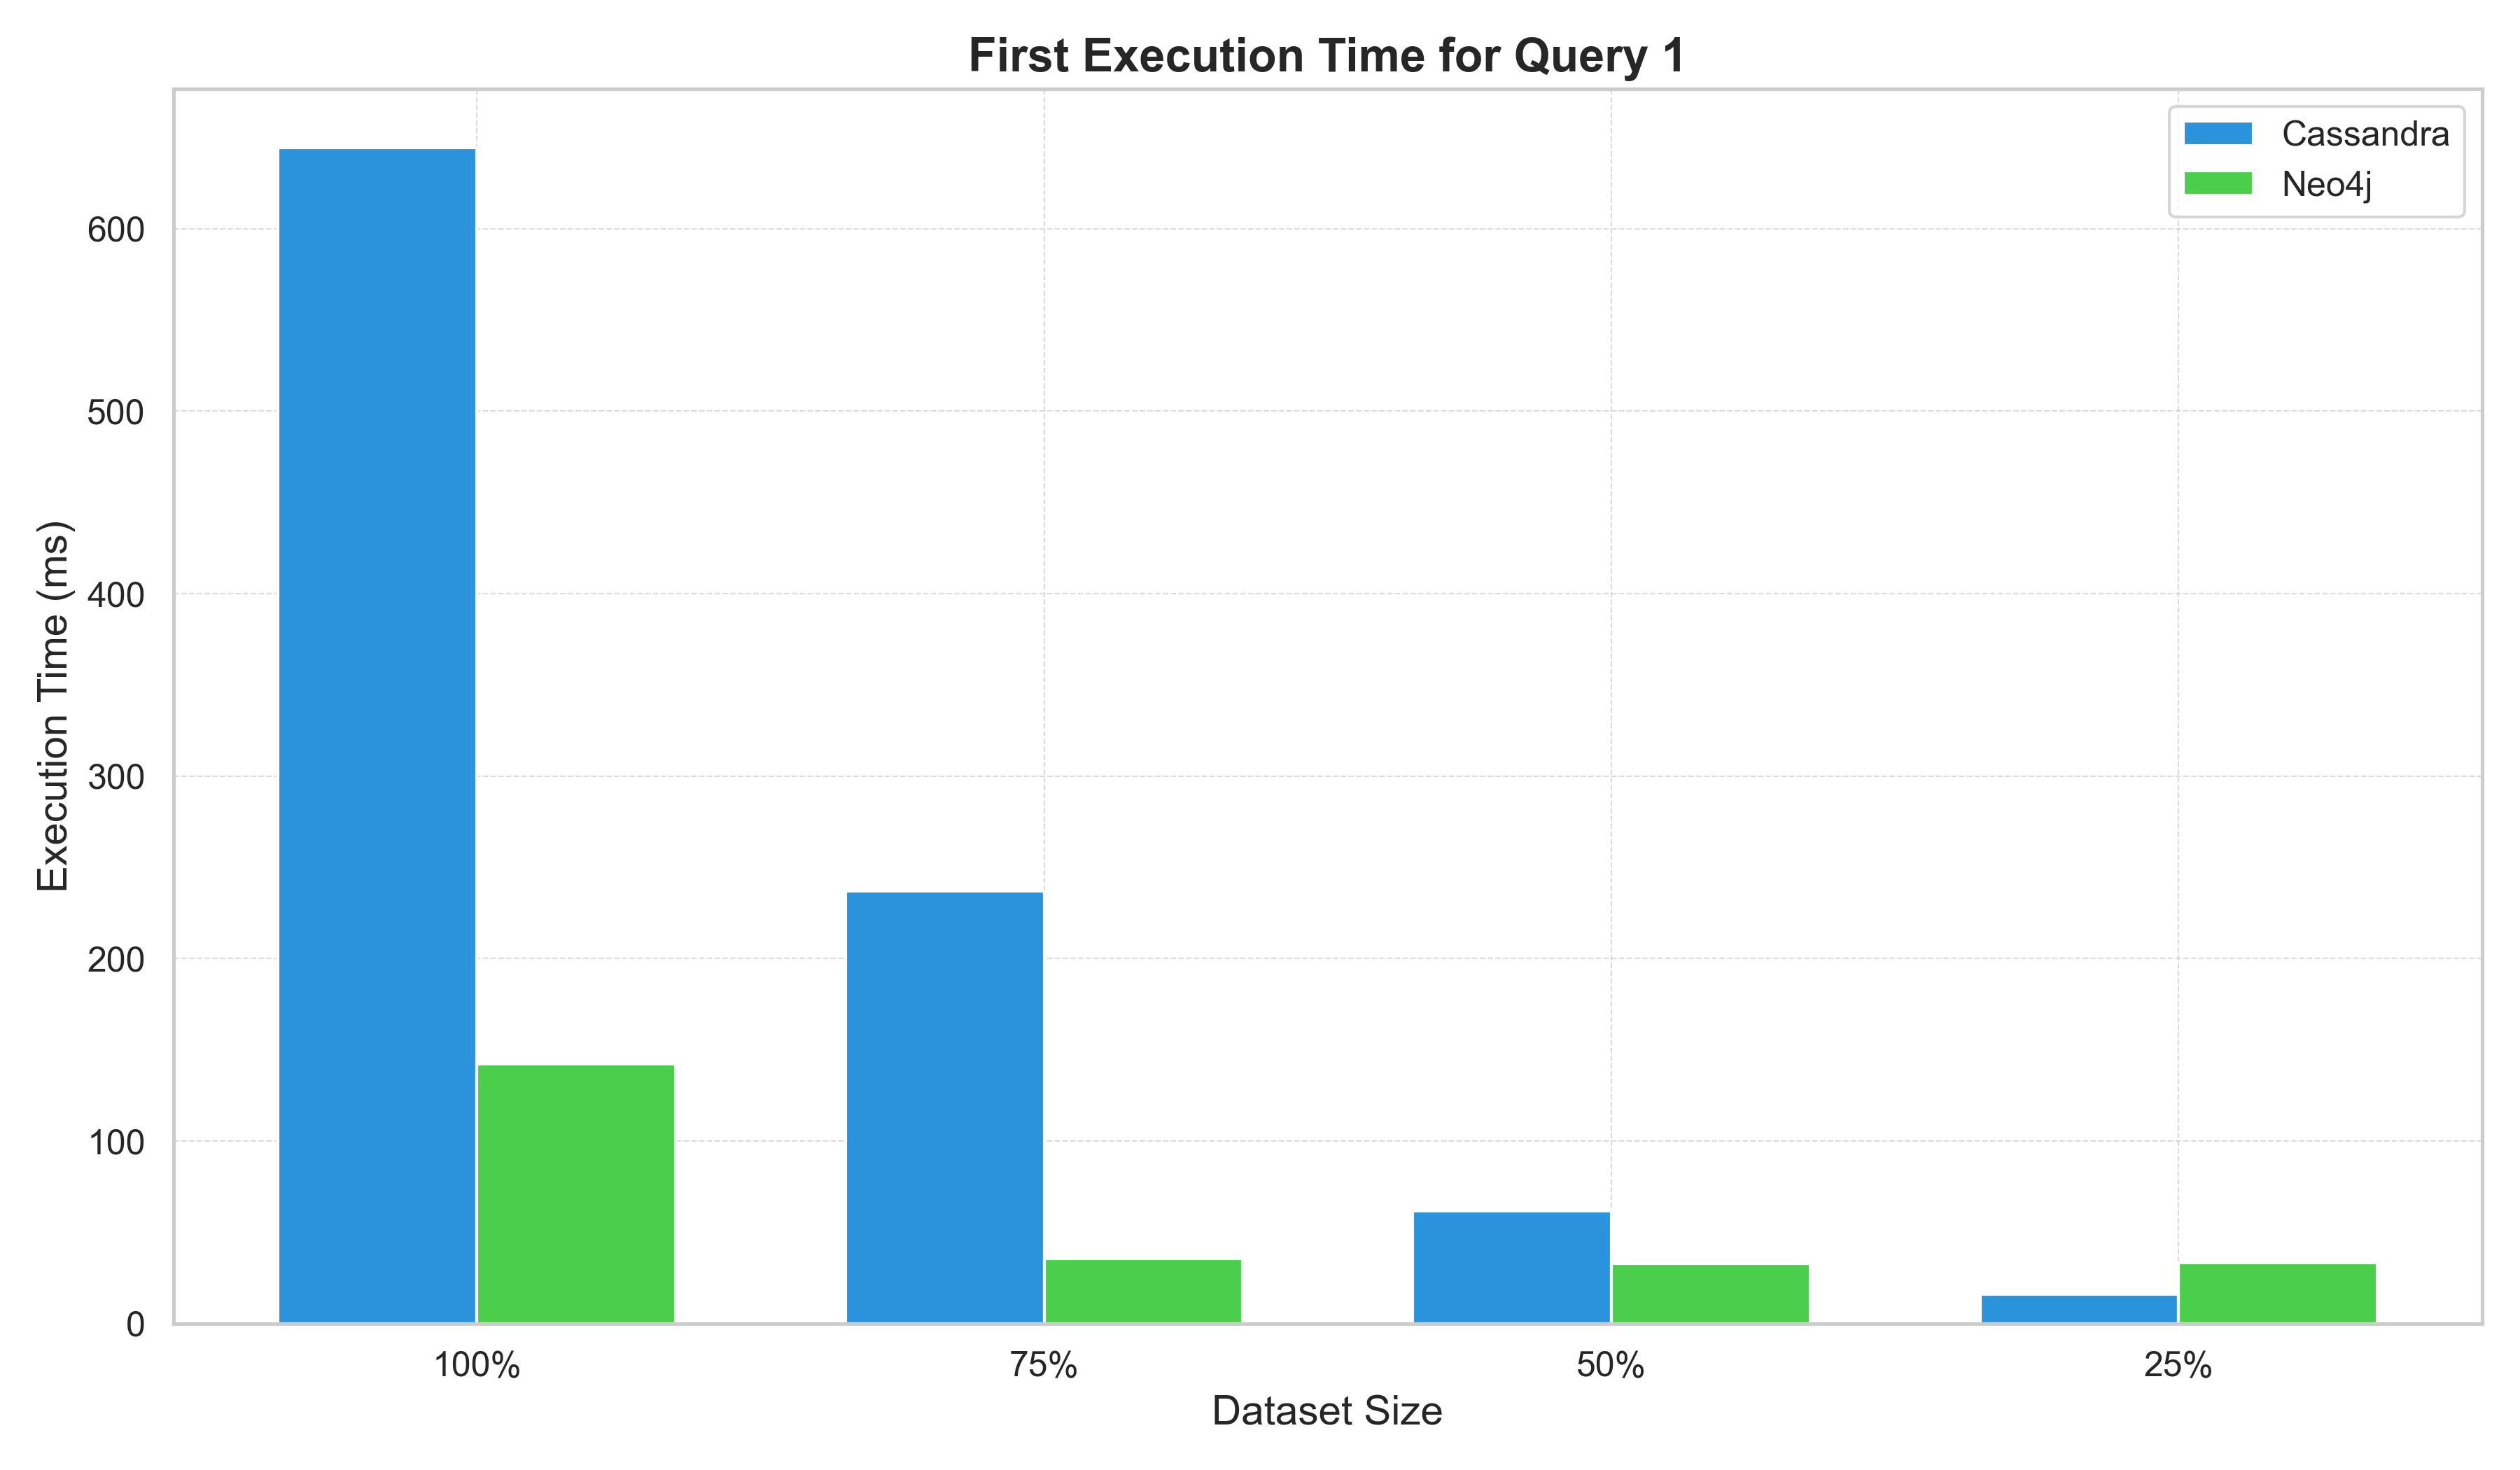 First Execution Time for Query 1
Cassandra
Neo4j
Execution Time (ms)
600
500
400
300
200
100
0
100%
75%
50%
25%
Dataset Size